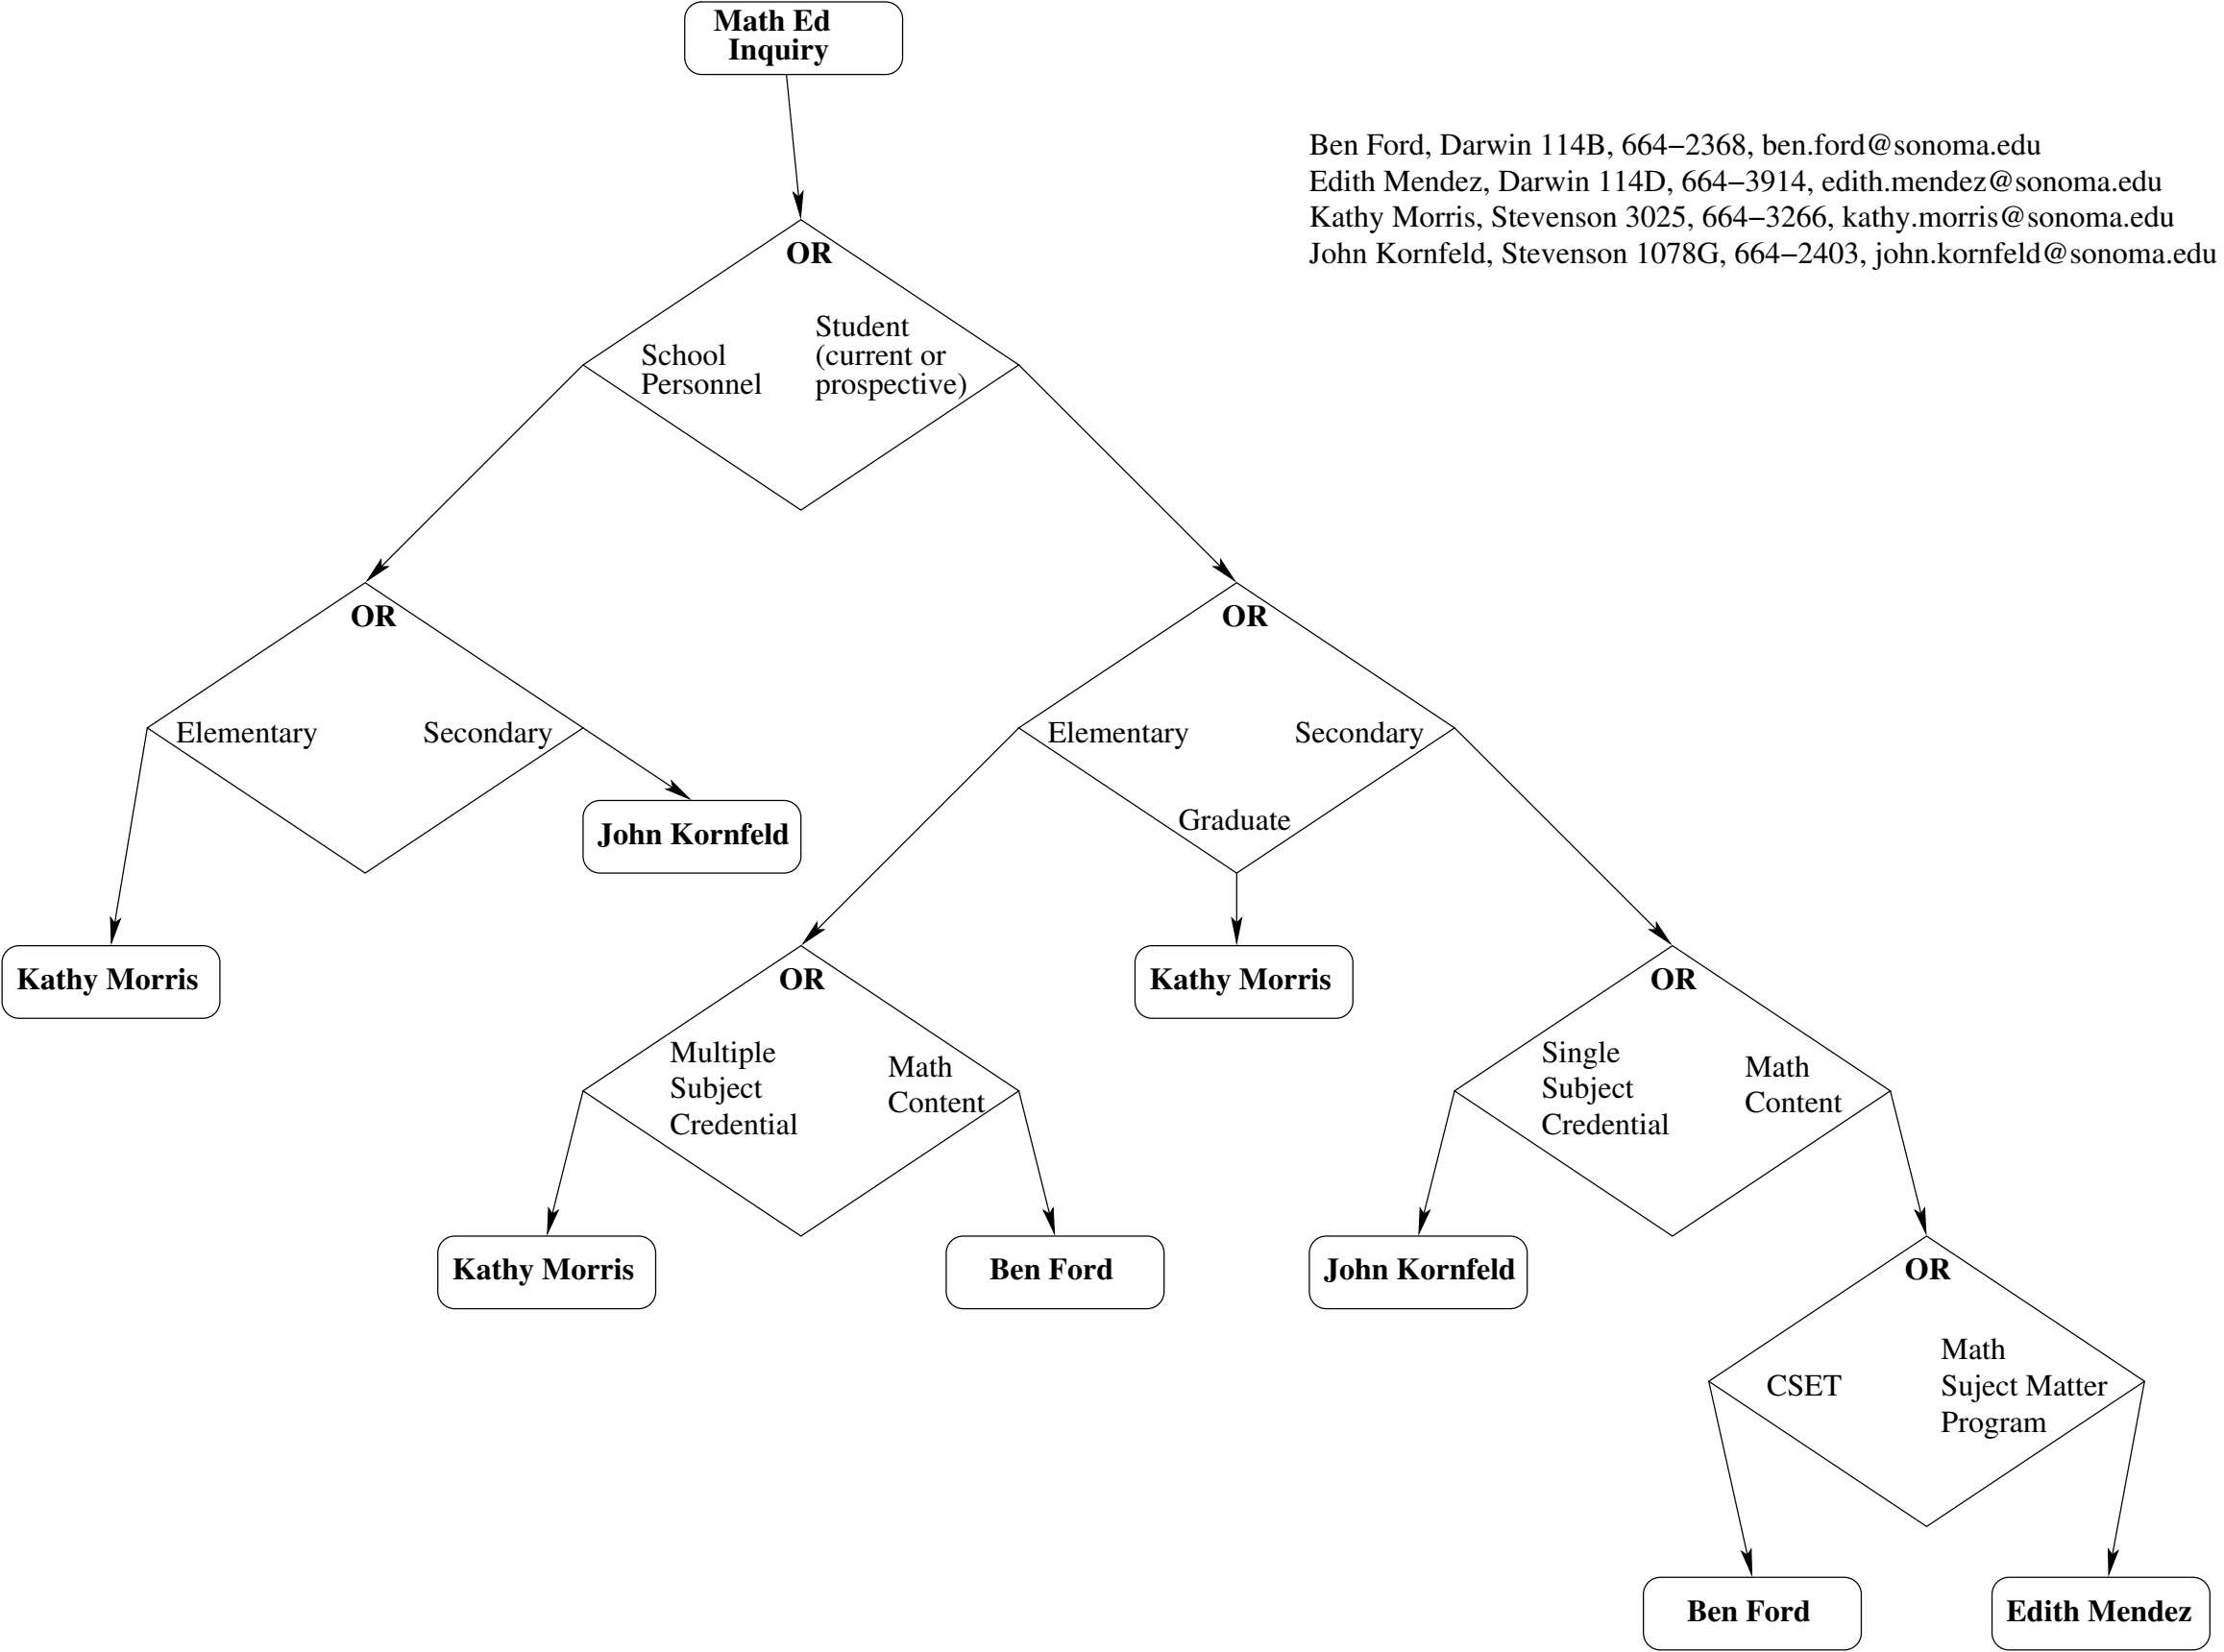 Math Ed
Inquiry
Ben Ford, Darwin 114B, 664−2368, ben.ford@sonoma.edu
Edith Mendez, Darwin 114D, 664−3914, edith.mendez@sonoma.edu
Kathy Morris, Stevenson 3025, 664−3266, kathy.morris@sonoma.edu
John Kornfeld, Stevenson 1078G, 664−2403, john.kornfeld@sonoma.edu
OR
School
Personnel
Student
(current or
prospective)
OR
Elementary
Secondary
OR
Elementary
Secondary
Graduate
John Kornfeld
Kathy Morris
Kathy Morris
OR
Multiple
Subject
Credential
Math
Content
OR
Single
Subject
Credential
Math
Content
Kathy Morris
Ben Ford
John Kornfeld
OR
CSET
Math
Suject Matter
Program
Ben Ford
Edith Mendez